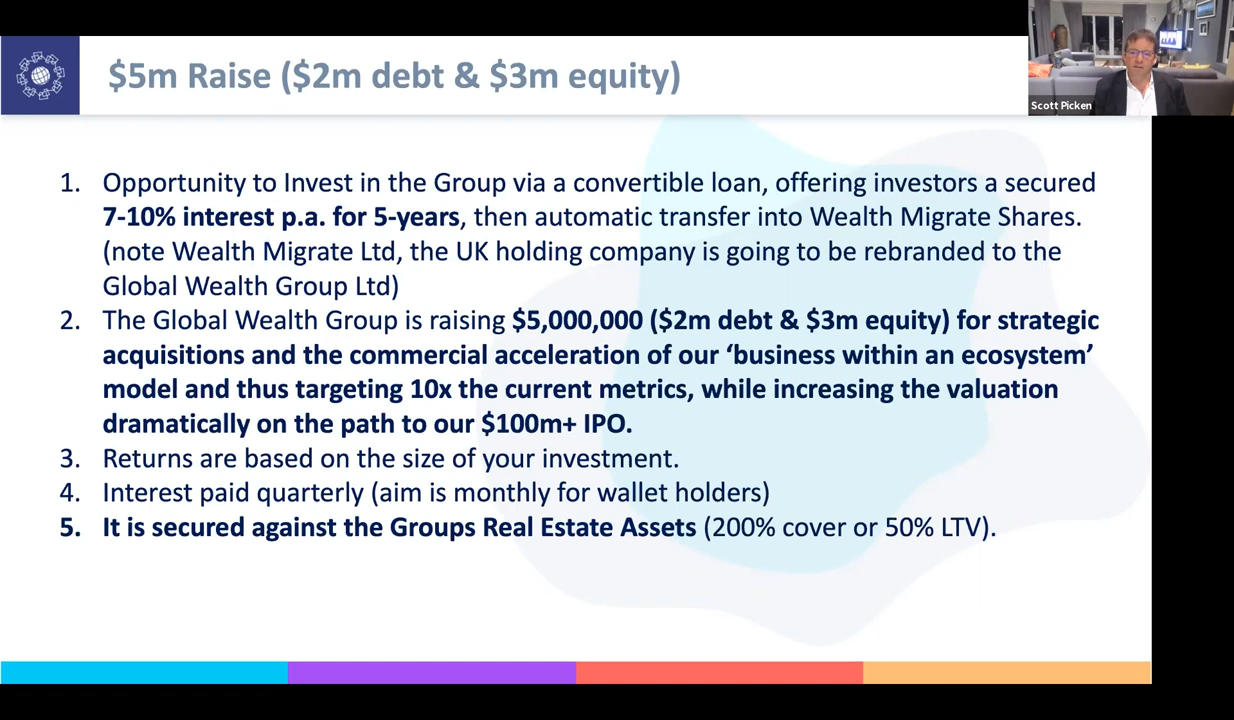 $5m Raise ($2m debt & $3m equity)
Scott Picken
1. Opportunity to Invest in the Group via a convertible loan, offering investors a secured
7-10% interest p.a. for 5-years, then automatic transfer into Wealth Migrate Shares.
(note Wealth Migrate Ltd, the UK holding company is going to be rebranded to the
Global Wealth Group Ltd)
2. The Global Wealth Group is raising $5,000,000 ($2m debt & $3m equity) for strategic
acquisitions and the commercial acceleration of our ‘business within an ecosystem’
model and thus targeting 10x the current metrics, while increasing the valuation
dramatically on the path to our $100m+ IPO.
3. Returns are based on the size of your investment.
4. Interest paid quarterly (aim is monthly for wallet holders)
5. It is secured against the Groups Real Estate Assets (200% cover or 50% LTV).